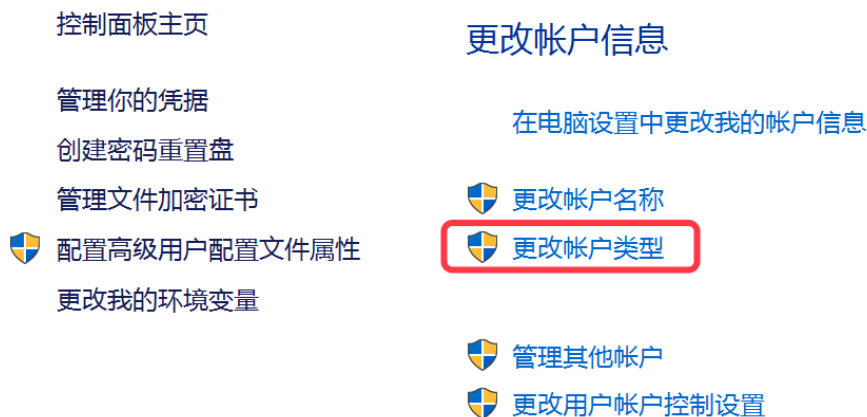 控制面板主页
管理你的凭据
创建密码重置盘
管理文件加密证书
配置高级用户配置文件属性
更改我的环境变量
更改帐户信息
在电脑设置中更改我的帐户信息
更改帐户名称
更改帐户类型
管理其他帐户
更改用户帐户控制设置